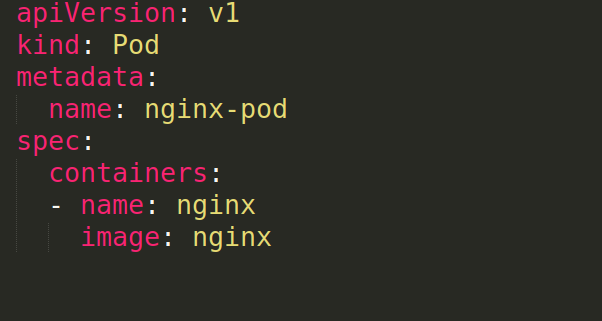 apiVersion: v1
kind: Pod
metadata:
  name: nginx-pod
spec:
  containers:
  - name: nginx
    image: nginx